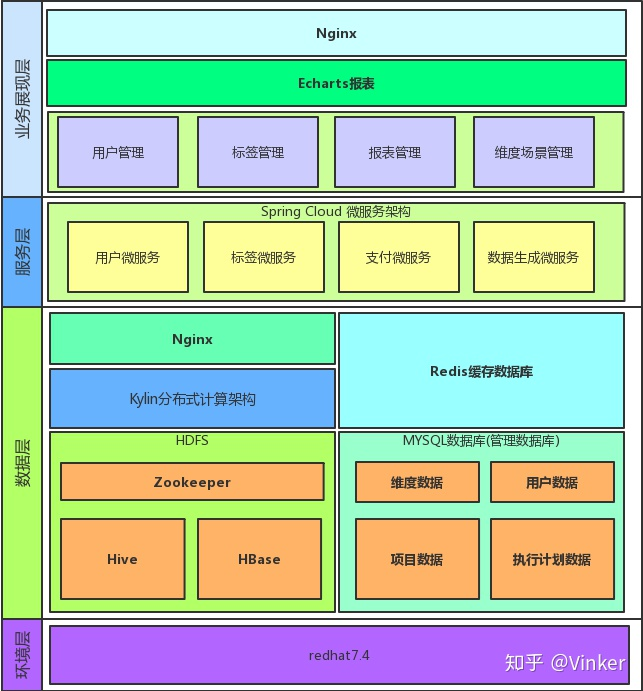 业务展现层
Nginx
Echarts报表
用户管理
标签管理
报表管理
维度场景管理
服务层
Spring Cloud 微服务架构
用户微服务
标签微服务
支付微服务
数据生成微服务
数据层
Nginx
Kylin分布式计算架构
Redis缓存数据库
HDFS
Zookeeper
Hive
HBase
MYSQL数据库(管理数据库)
维度数据
用户数据
项目数据
执行计划数据
环境层
redhat7.4
知乎 @Vinker